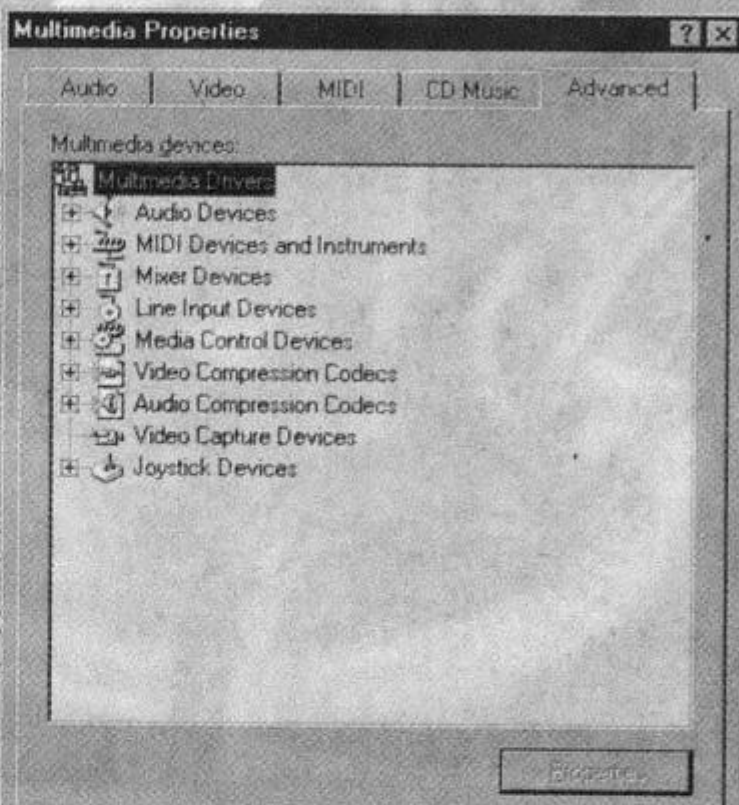 Multimedia Properties
Audio Video MIDI CD Music Advanced
Multimedia devices:
Multimedia Drivers
Audio Devices
MIDI Devices and Instruments
Mixer Devices
Line Input Devices
Media Control Devices
Video Compression Codecs
Audio Compression Codecs
Video Capture Devices
Joystick Devices
Properties